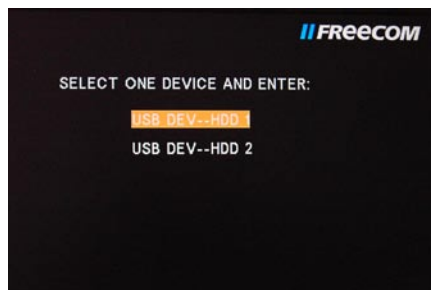 FREECOM
SELECT ONE DEVICE AND ENTER:
USB DEV--HDD 1
USB DEV--HDD 2